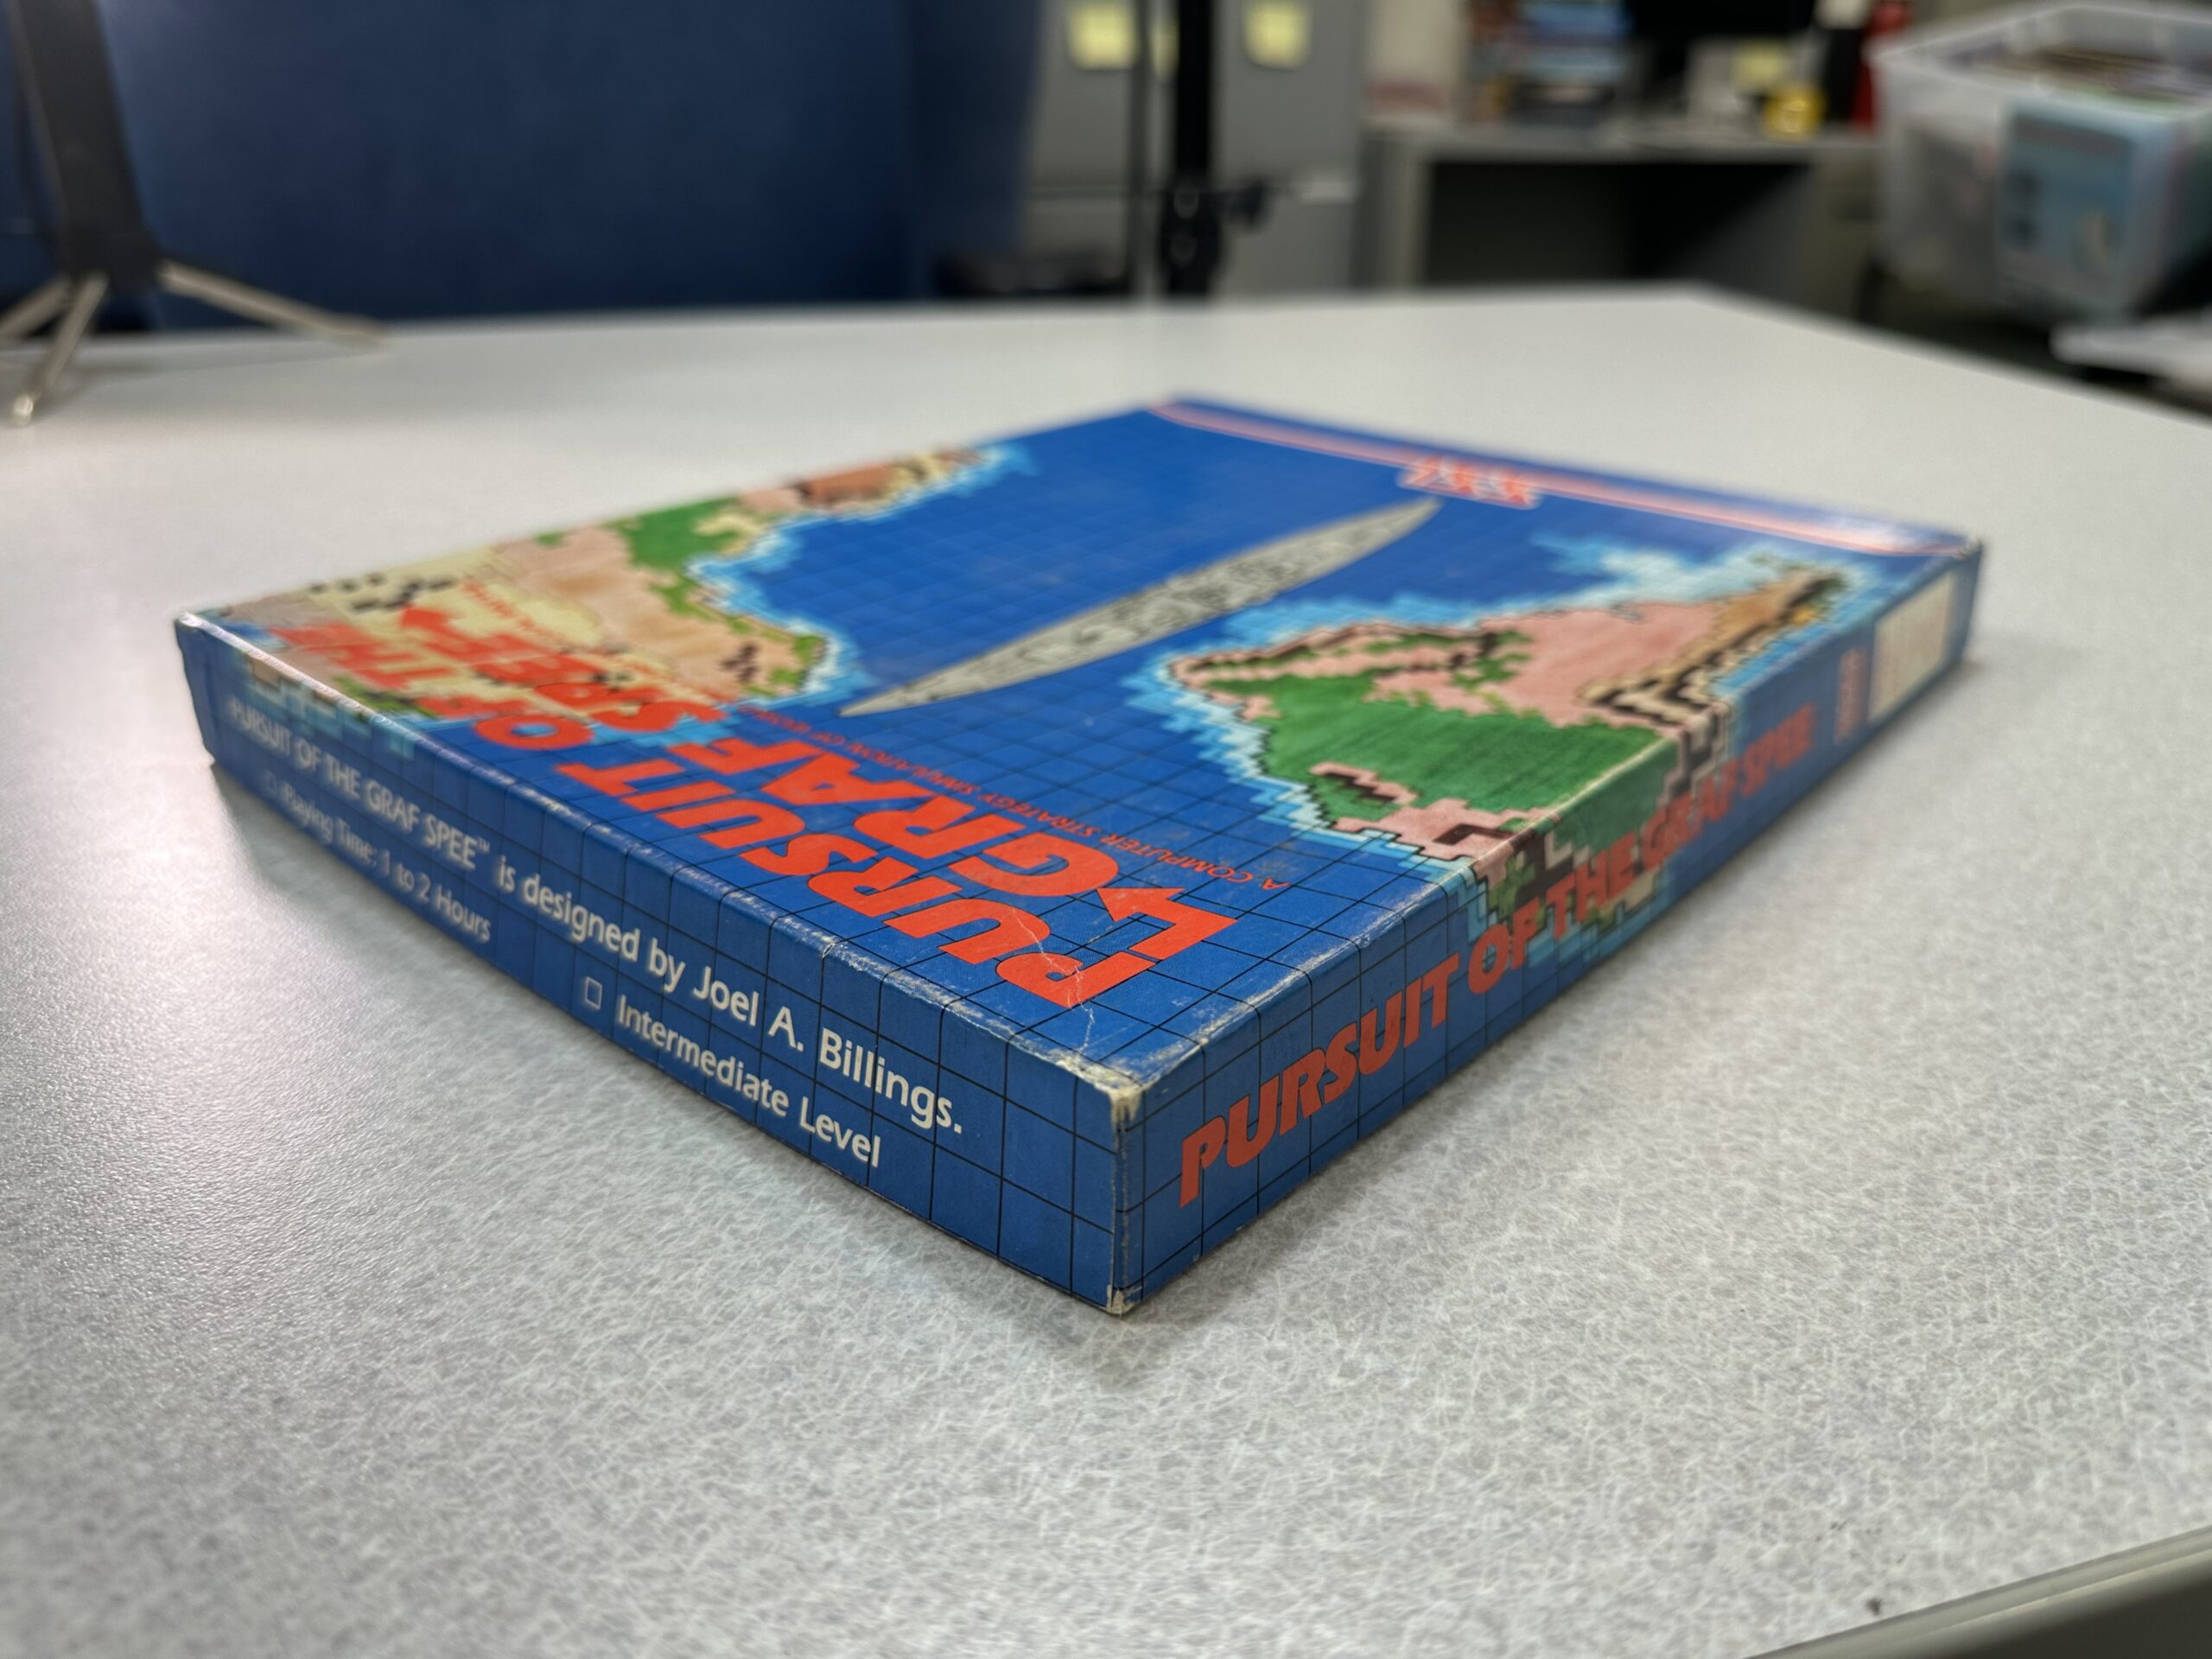 SSI
PURSUIT OF THE
GRAF SPEE
A COMPUTER STRATEGY SIMULATION OF
PURSUIT OF THE GRAF SPEE™ is designed by Joel A. Billings.
□ Playing Time: 1 to 2 Hours
□ Intermediate Level
PURSUIT OF THE GRAF SPEE